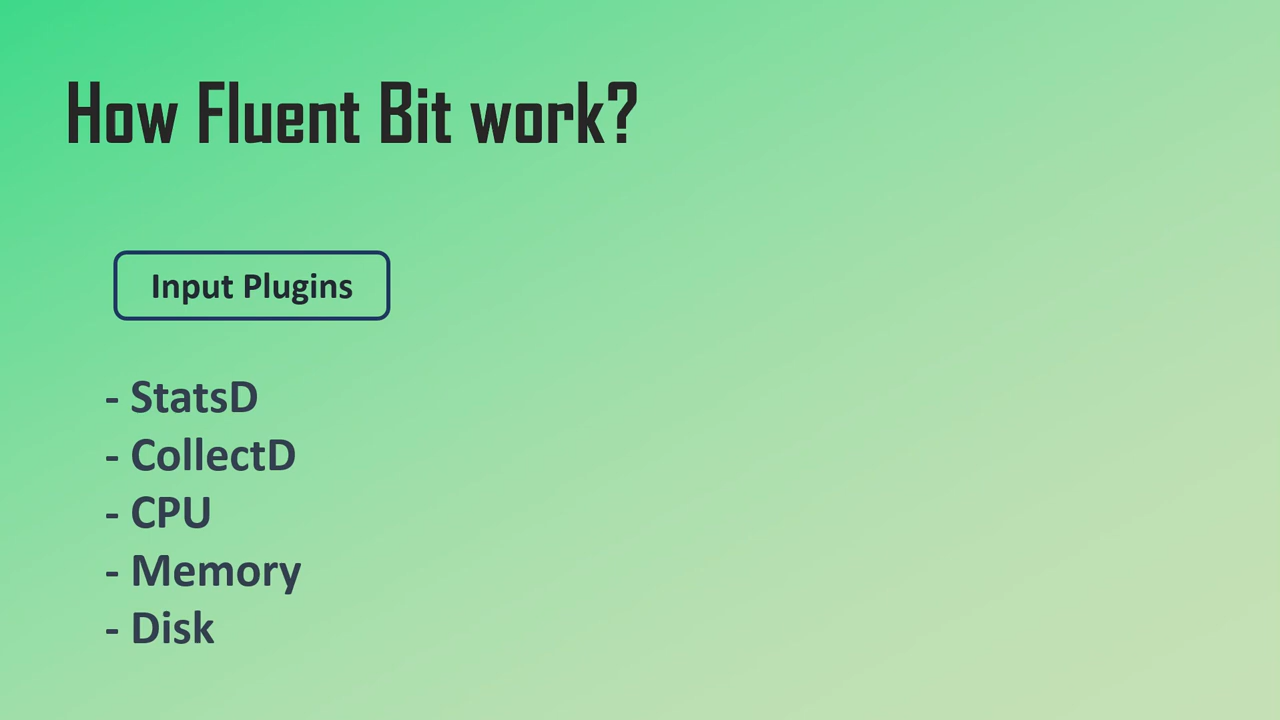 How Fluent Bit work?
Input Plugins
- StatsD
- CollectD
- CPU
- Memory
- Disk